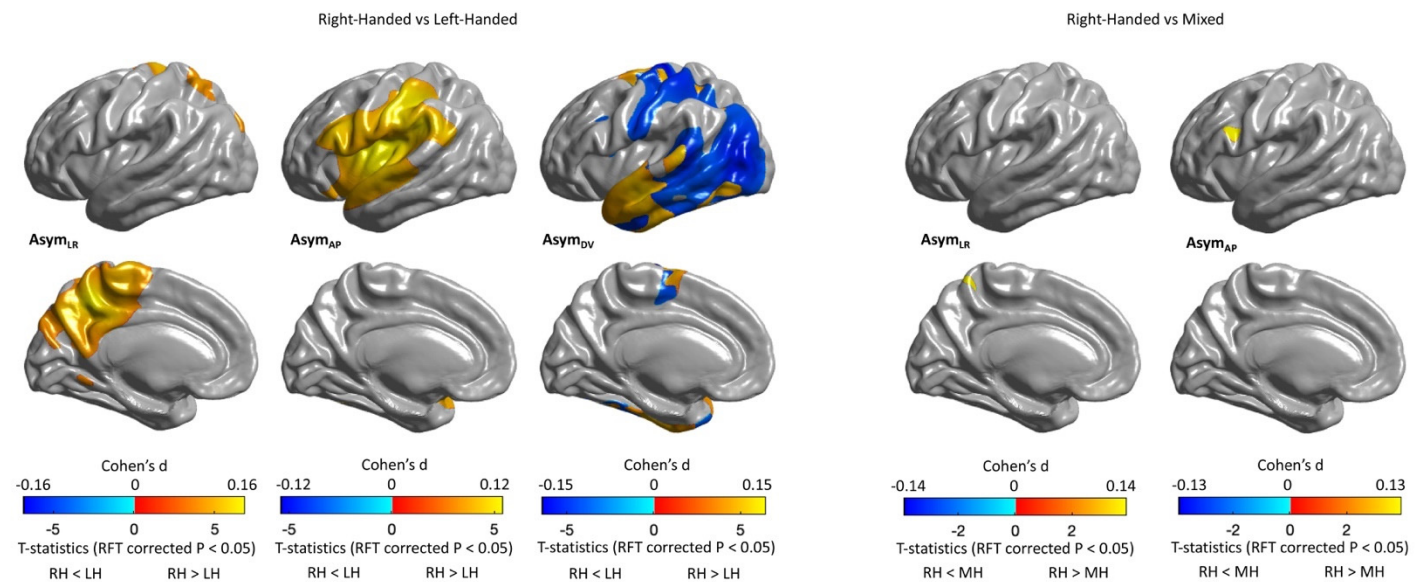 Right-Handed vs Left-Handed
Right-Handed vs Mixed
Asym_LR
Asym_AP
Asym_DV
Asym_LR
Asym_AP
Cohen’s d
-0.16 0 0.16
-5 0 5
T-statistics (RFT corrected P < 0.05)
RH < LH RH > LH
Cohen’s d
-0.12 0 0.12
-5 0 5
T-statistics (RFT corrected P < 0.05)
RH < LH RH > LH
Cohen’s d
-0.15 0 0.15
-5 0 5
T-statistics (RFT corrected P < 0.05)
RH < LH RH > LH
Cohen’s d
-0.14 0 0.14
-2 0 2
T-statistics (RFT corrected P < 0.05)
RH < MH RH > MH
Cohen’s d
-0.13 0 0.13
-2 0 2
T-statistics (RFT corrected P < 0.05)
RH < MH RH > MH